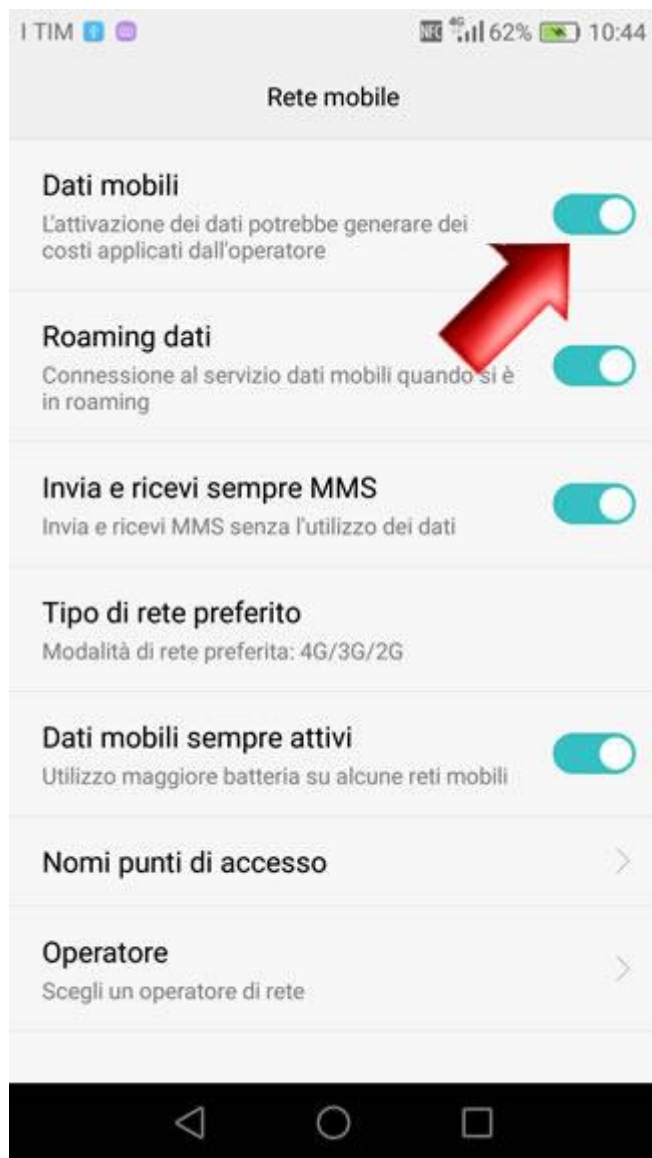 I TIM 62% 10:44
Rete mobile
Dati mobili
L'attivazione dei dati potrebbe generare dei
costi applicati dall'operatore
Roaming dati
Connessione al servizio dati mobili quando si è
in roaming
Invia e ricevi sempre MMS
Invia e ricevi MMS senza l'utilizzo dei dati
Tipo di rete preferito
Modalità di rete preferita: 4G/3G/2G
Dati mobili sempre attivi
Utilizzo maggiore batteria su alcune reti mobili
Nomi punti di accesso
Operatore
Scegli un operatore di rete